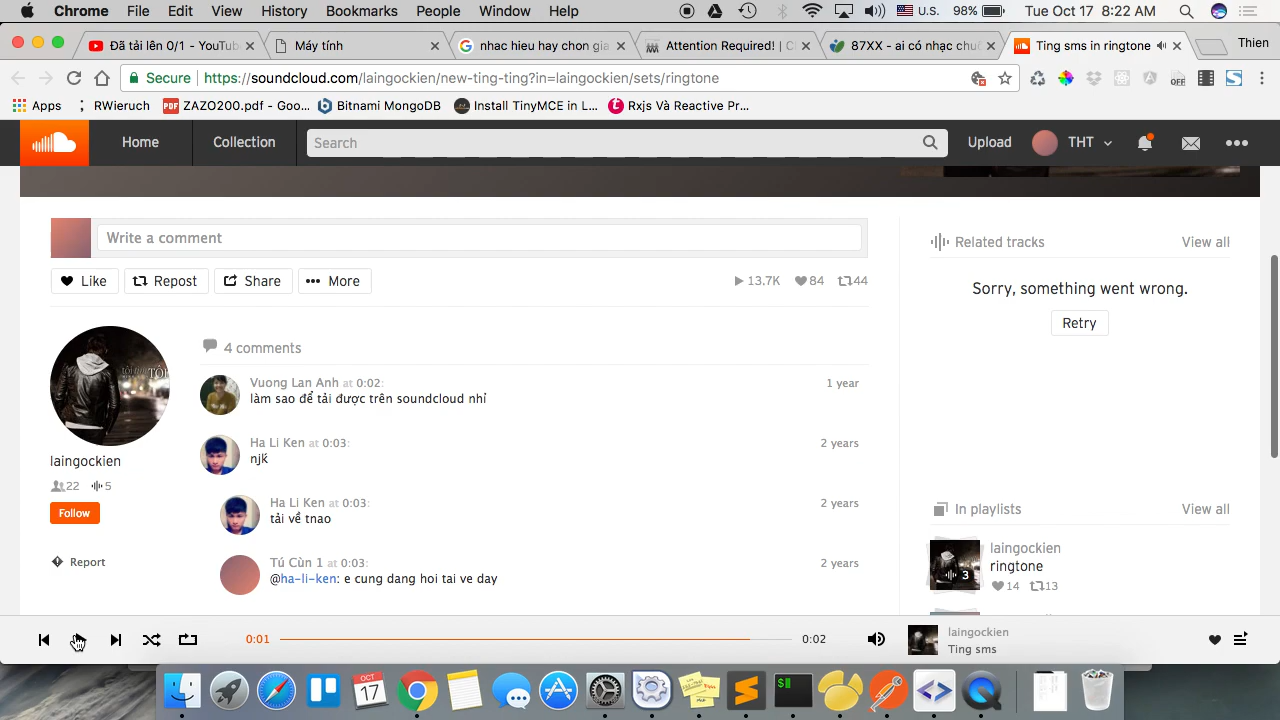 Chrome File Edit View History Bookmarks People Window Help U.S. 98% Tue Oct 17 8:22 AM
Đã tải lên 0/1 - YouTub Máy tính nhac hieu hay chon gia Attention Required! | C 87XX - ai có nhạc chuô Ting sms in ringtone Thien
Secure https://soundcloud.com/laingockien/new-ting-ting?in=laingockien/sets/ringtone
Apps RWieruch ZAZO200.pdf - Goo... Bitnami MongoDB Install TinyMCE in L... Rxjs Và Reactive Pr...
Home Collection Search Upload THT
Write a comment
Like Repost Share More 13.7K 84 44
Related tracks View all
Sorry, something went wrong.
Retry
4 comments
Vuong Lan Anh at 0:02: 1 year
làm sao để tải được trên soundcloud nhỉ
Ha Li Ken at 0:03: 2 years
njk
Ha Li Ken at 0:03: 2 years
tải về tnao
Tú Cùn 1 at 0:03: 2 years
@ha-li-ken: e cung dang hoi tai ve day
laingockien
22 5
Follow
Report
In playlists View all
laingockien
ringtone
3
14 13
0:01 0:02
laingockien
Ting sms
OCT
17